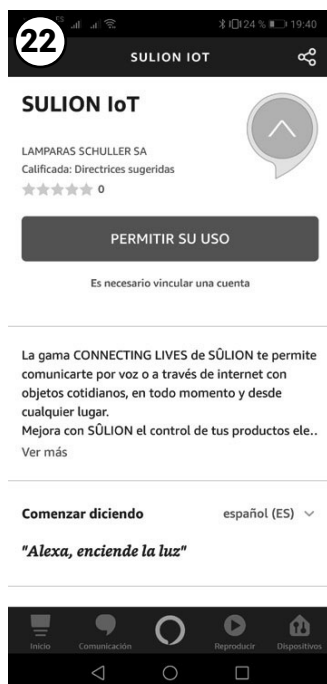 22
ES
24 %
19:40
SULION IOT
SULION IoT
LAMPARAS SCHULLER SA
Calificada: Directrices sugeridas
0
PERMITIR SU USO
Es necesario vincular una cuenta
La gama CONNECTING LIVES de SÛLION te permite
comunicarte por voz o a través de internet con
objetos cotidianos, en todo momento y desde
cualquier lugar.
Mejora con SÛLION el control de tus productos ele..
Ver más
Comenzar diciendo español (ES)
"Alexa, enciende la luz"
Inicio Comunicación Reproducir Dispositivos